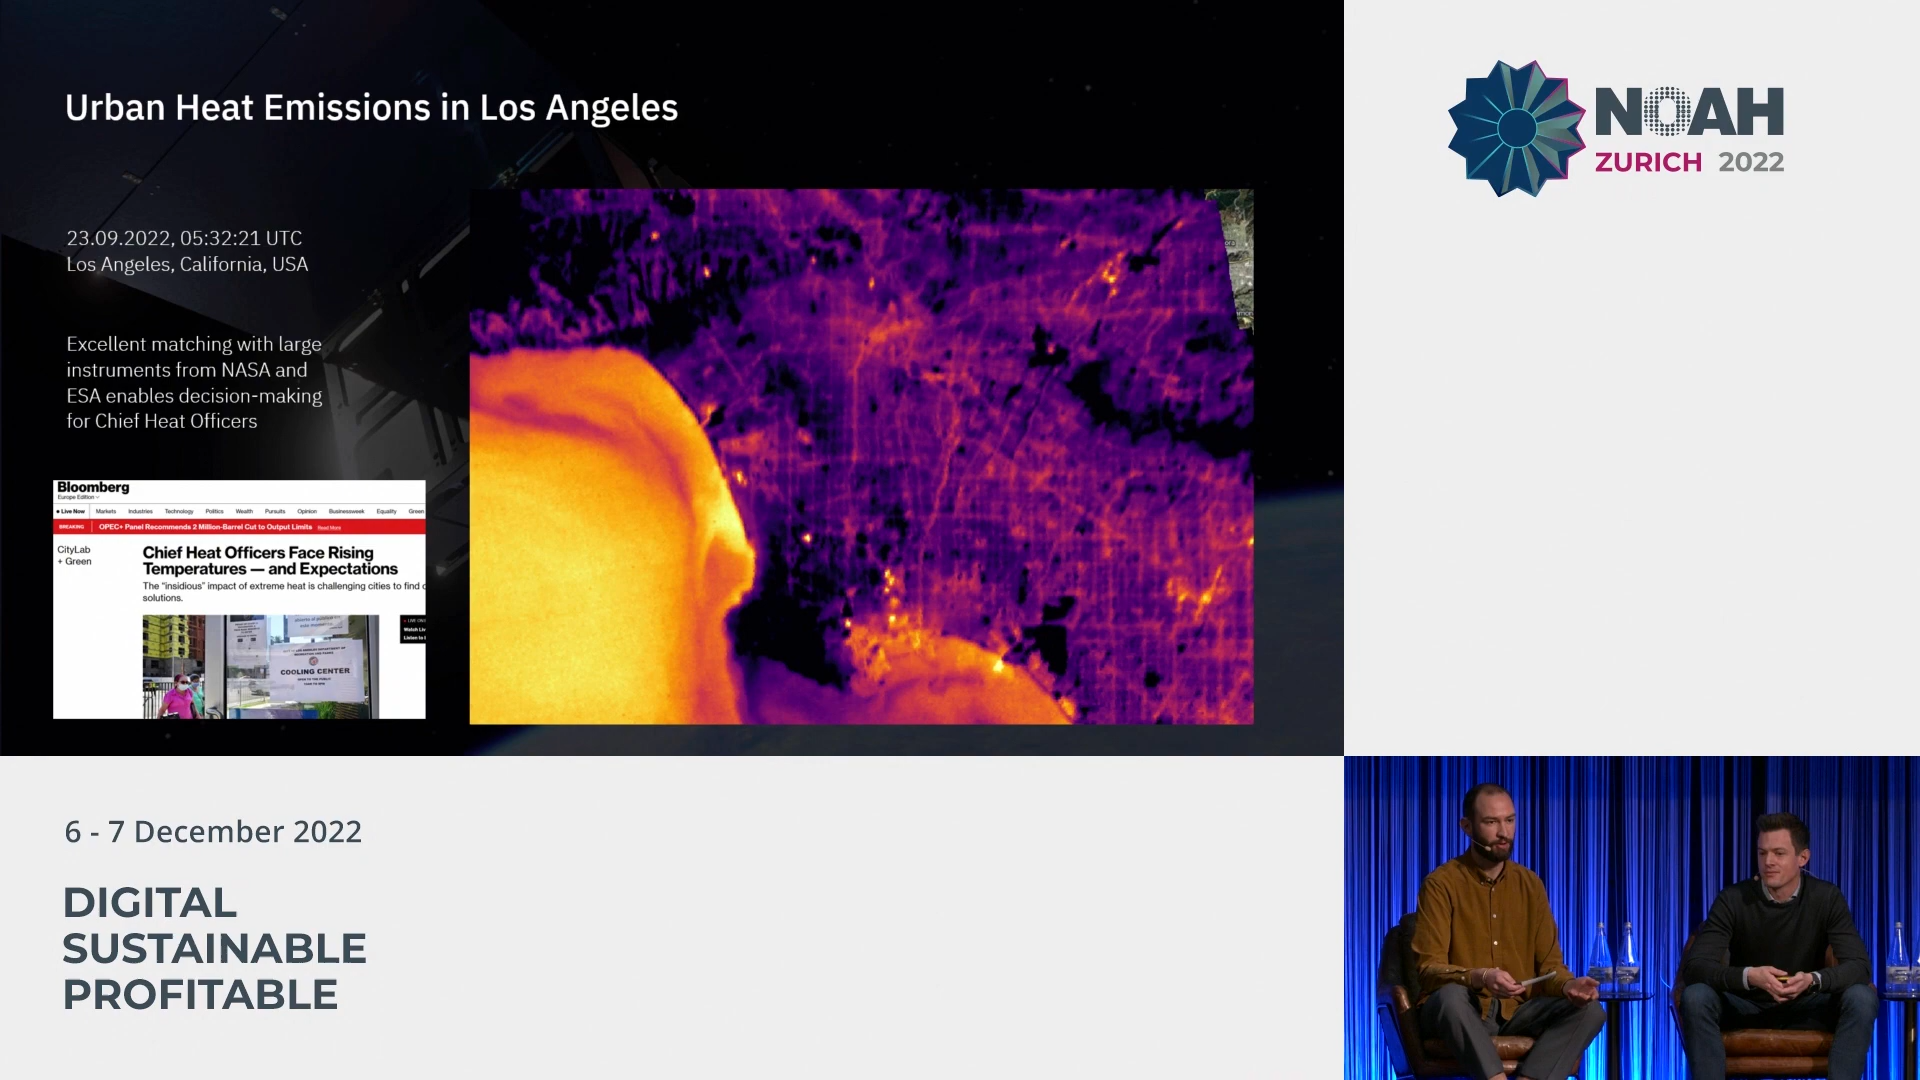 Urban Heat Emissions in Los Angeles
23.09.2022, 05:32:21 UTC
Los Angeles, California, USA
Excellent matching with large
instruments from NASA and
ESA enables decision-making
for Chief Heat Officers
Bloomberg
Europe Edition
Live Now Markets Industries Technology Politics Wealth Pursuits Opinion Businessweek Equality Green
BREAKING OPEC+ Panel Recommends 2 Million-Barrel Cut to Output Limits Read More
CityLab
+ Green
Chief Heat Officers Face Rising
Temperatures — and Expectations
The “insidious” impact of extreme heat is challenging cities to find
solutions.
COOLING CENTER
NOAH
ZURICH 2022
6 - 7 December 2022
DIGITAL
SUSTAINABLE
PROFITABLE